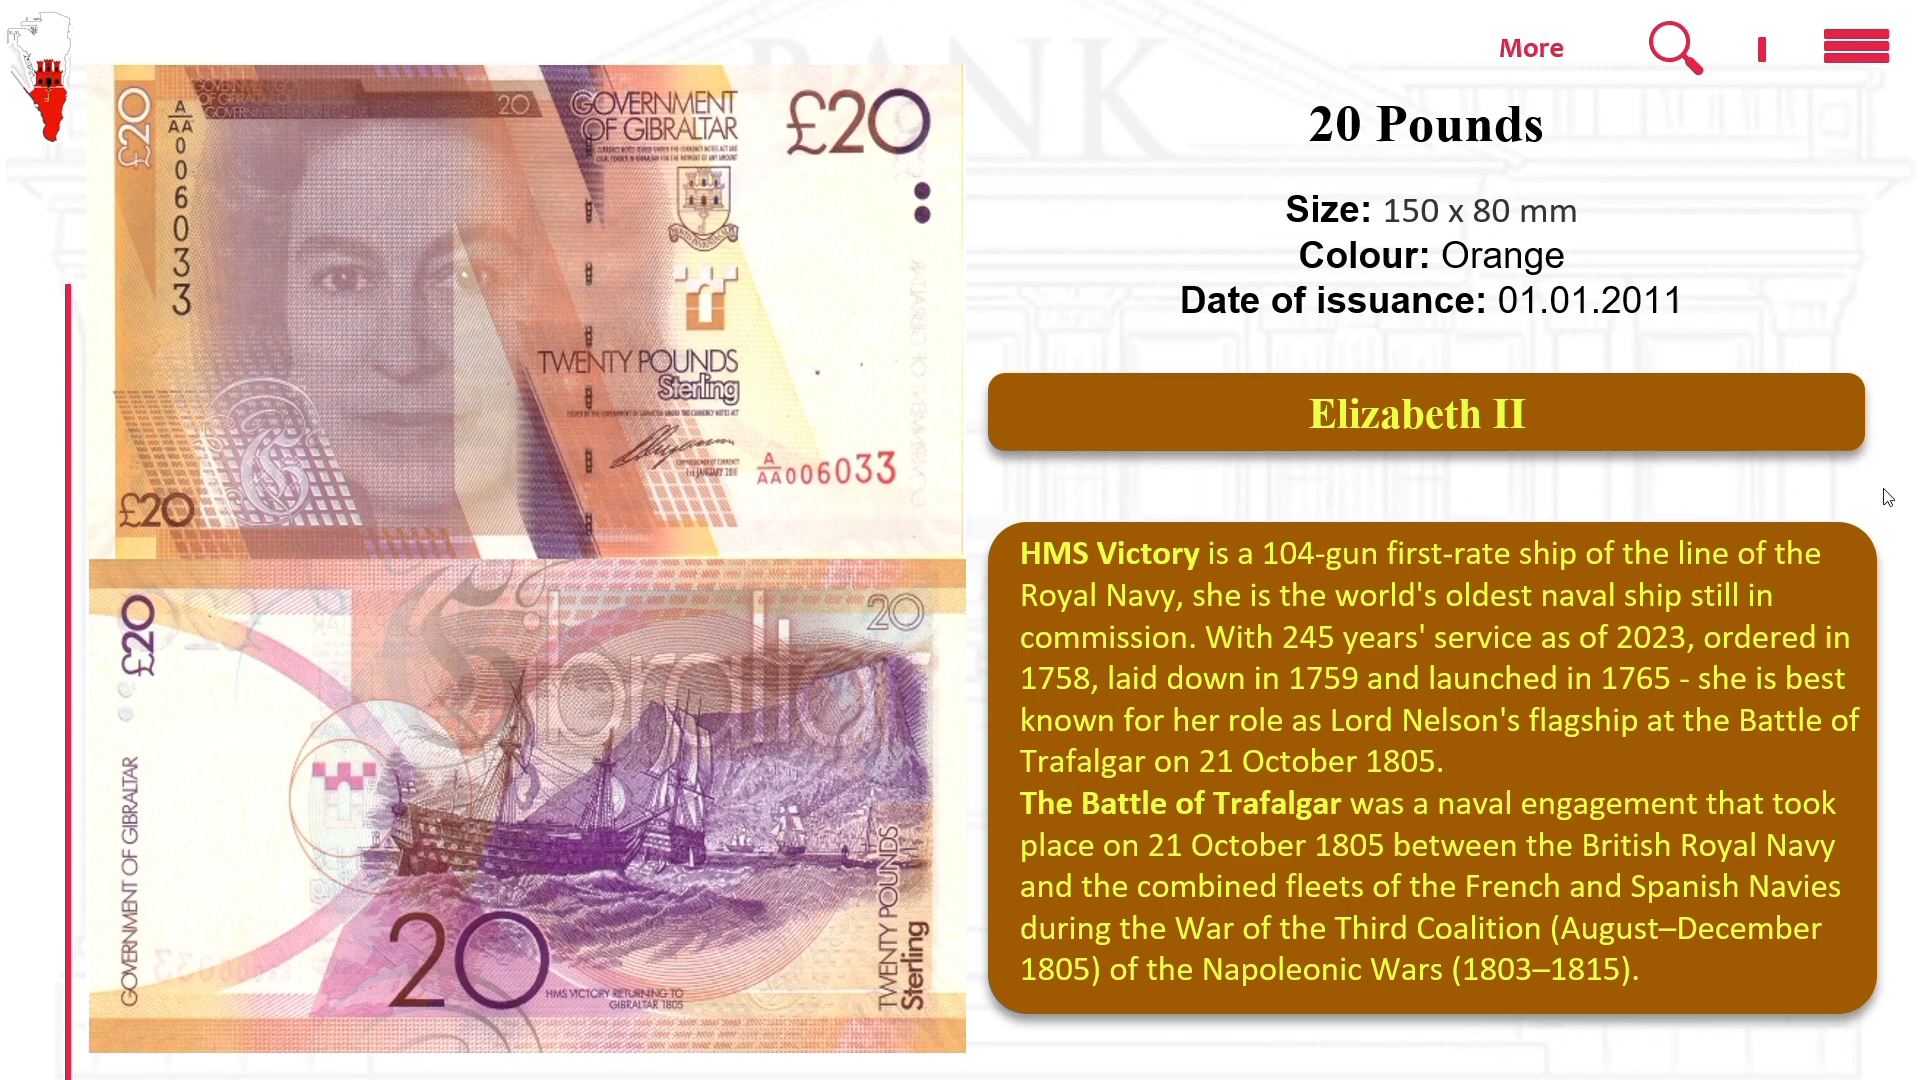 More
20 Pounds
Size: 150 x 80 mm
Colour: Orange
Date of issuance: 01.01.2011
Elizabeth II
HMS Victory is a 104-gun first-rate ship of the line of the
Royal Navy, she is the world's oldest naval ship still in
commission. With 245 years' service as of 2023, ordered in
1758, laid down in 1759 and launched in 1765 - she is best
known for her role as Lord Nelson's flagship at the Battle of
Trafalgar on 21 October 1805.
The Battle of Trafalgar was a naval engagement that took
place on 21 October 1805 between the British Royal Navy
and the combined fleets of the French and Spanish Navies
during the War of the Third Coalition (August–December
1805) of the Napoleonic Wars (1803–1815).
£20
A/AA 006033
20
GOVERNMENT
OF GIBRALTAR
£20
TWENTY POUNDS
Sterling
1st JANUARY 2011
A/AA006033
£20
£20
20
Gibraltar
GOVERNMENT OF GIBRALTAR
20
HMS VICTORY RETURNING TO
GIBRALTAR 1805
TWENTY POUNDS
Sterling
BANK